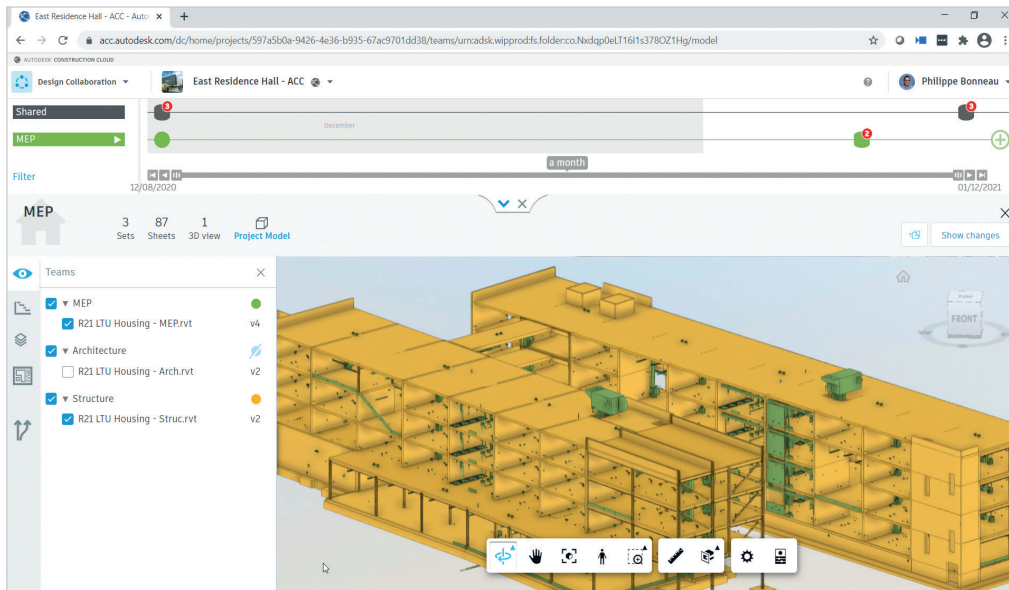 East Residence Hall - ACC - Auto
acc.autodesk.com/dc/home/projects/597a5b0a-9426-4e36-b935-67ac9701dd38/teams/urn:adsk.wipprod:fs.folder:co.Nxdqp0eLT16I1s378OZ1Hg/model
AUTODESK CONSTRUCTION CLOUD
Design Collaboration
East Residence Hall - ACC
Philippe Bonneau
Shared
3
3
December
MEP
2
a month
Filter
12/08/2020
01/12/2021
MEP
3 87 1
Sets Sheets 3D view Project Model
Show changes
Teams
MEP
R21 LTU Housing - MEP.rvt v4
Architecture
R21 LTU Housing - Arch.rvt v2
Structure
R21 LTU Housing - Struc.rvt v2
TOP
FRONT